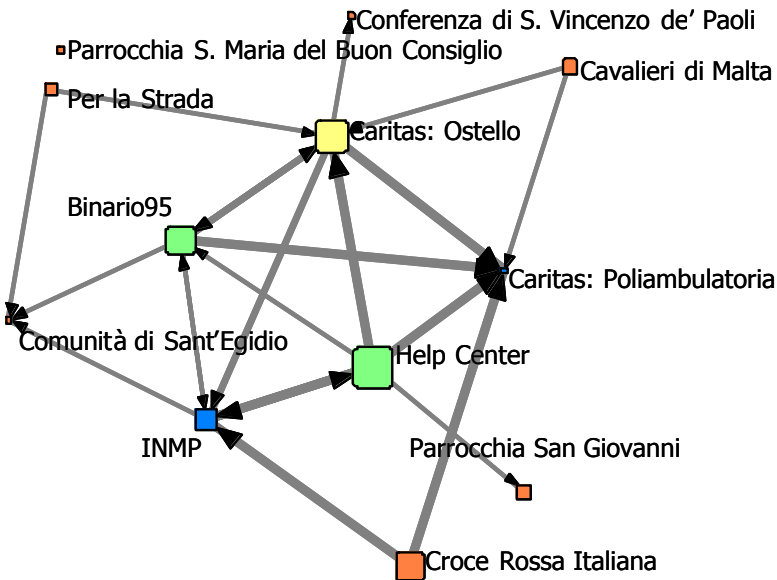 Conferenza di S. Vincenzo de’ Paoli
Parrocchia S. Maria del Buon Consiglio
Cavalieri di Malta
Per la Strada
Caritas: Ostello
Binario95
Caritas: Poliambulatoria
Comunità di Sant’Egidio
Help Center
INMP
Parrocchia San Giovanni
Croce Rossa Italiana